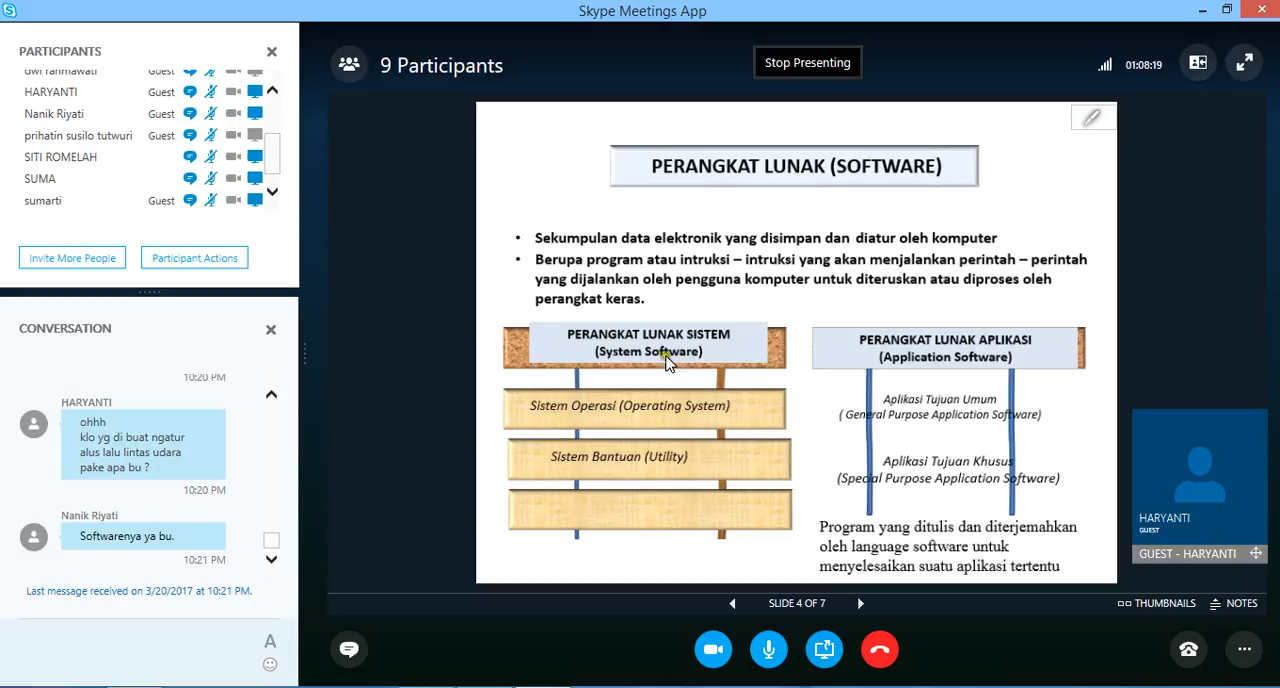 Skype Meetings App
PARTICIPANTS
dwi rahmawati Guest
HARYANTI Guest
Nanik Riyati Guest
prihatin susilo tutwuri Guest
SITI ROMELAH
SUMA
sumarti Guest
Invite More People
Participant Actions
CONVERSATION
10:20 PM
HARYANTI
ohhh
klo yg di buat ngatur
alus lalu lintas udara
pake apa bu ?
10:20 PM
Nanik Riyati
Softwarenya ya bu.
10:21 PM
Last message received on 3/20/2017 at 10:21 PM.
A
9 Participants
Stop Presenting
01:08:19
PERANGKAT LUNAK (SOFTWARE)
• Sekumpulan data elektronik yang disimpan dan diatur oleh komputer
• Berupa program atau intruksi – intruksi yang akan menjalankan perintah – perintah
yang dijalankan oleh pengguna komputer untuk diteruskan atau diproses oleh
perangkat keras.
PERANGKAT LUNAK SISTEM
(System Software)
Sistem Operasi (Operating System)
Sistem Bantuan (Utility)
PERANGKAT LUNAK APLIKASI
(Application Software)
Aplikasi Tujuan Umum
( General Purpose Application Software)
Aplikasi Tujuan Khusus
(Special Purpose Application Software)
Program yang ditulis dan diterjemahkan
oleh language software untuk
menyelesaikan suatu aplikasi tertentu
HARYANTI
GUEST
GUEST - HARYANTI
SLIDE 4 OF 7
THUMBNAILS
NOTES